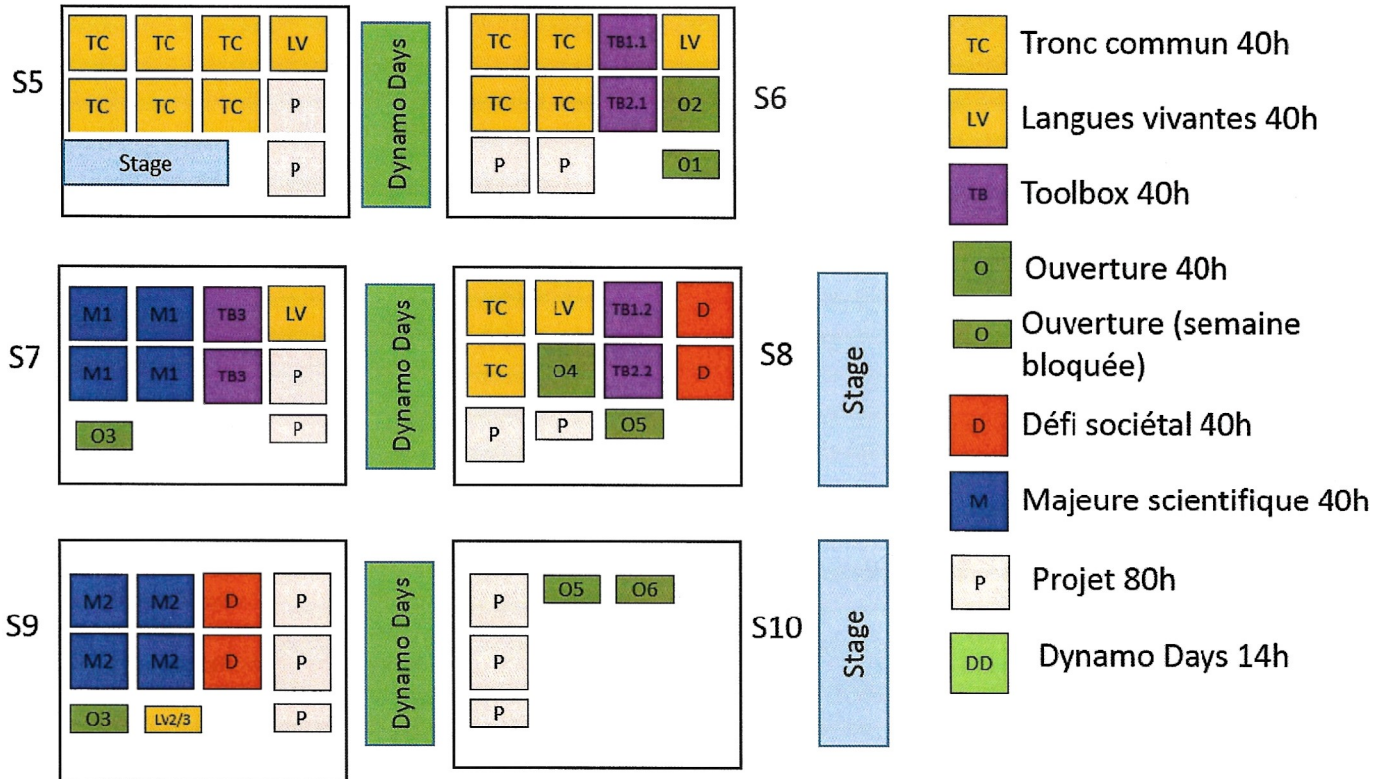 S5
TC TC TC LV
TC TC TC P
Stage P
Dynamo Days
TC TC TB1.1 LV
TC TC TB2.1 O2
P P O1
S6
S7
M1 M1 TB3 LV
M1 M1 TB3 P
O3 P
Dynamo Days
TC LV TB1.2 D
TC O4 TB2.2 D
P P O5
S8
Stage
S9
M2 M2 D P
M2 M2 D P
O3 LV2/3 P
Dynamo Days
P O5 O6
P
P
S10
Stage
TC Tronc commun 40h
LV Langues vivantes 40h
TB Toolbox 40h
O Ouverture 40h
O Ouverture (semaine
bloquée)
D Défi sociétal 40h
M Majeure scientifique 40h
P Projet 80h
DD Dynamo Days 14h